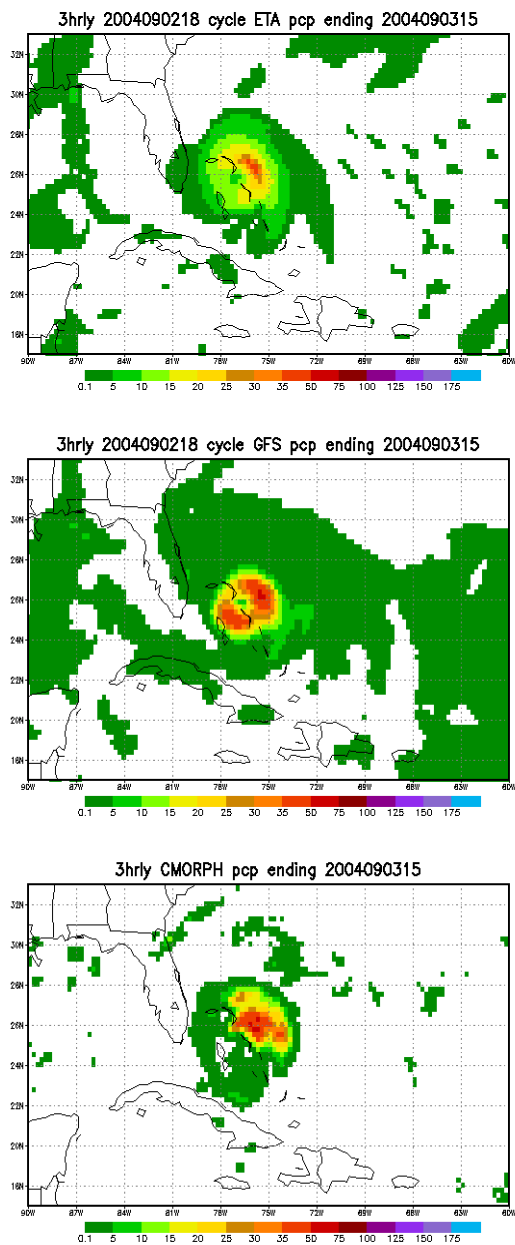 3hrly 2004090218 cycle ETA pcp ending 2004090315
32N
30N
28N
26N
24N
22N
20N
18N
90W 87W 84W 81W 78W 75W 72W 69W 66W 63W 60W
0.1 5 10 15 20 25 30 35 50 75 100 125 150 175
3hrly 2004090218 cycle GFS pcp ending 2004090315
32N
30N
28N
26N
24N
22N
20N
18N
90W 87W 84W 81W 78W 75W 72W 69W 66W 63W 60W
0.1 5 10 15 20 25 30 35 50 75 100 125 150 175
3hrly CMORPH pcp ending 2004090315
32N
30N
28N
26N
24N
22N
20N
18N
90W 87W 84W 81W 78W 75W 72W 69W 66W 63W 60W
0.1 5 10 15 20 25 30 35 50 75 100 125 150 175